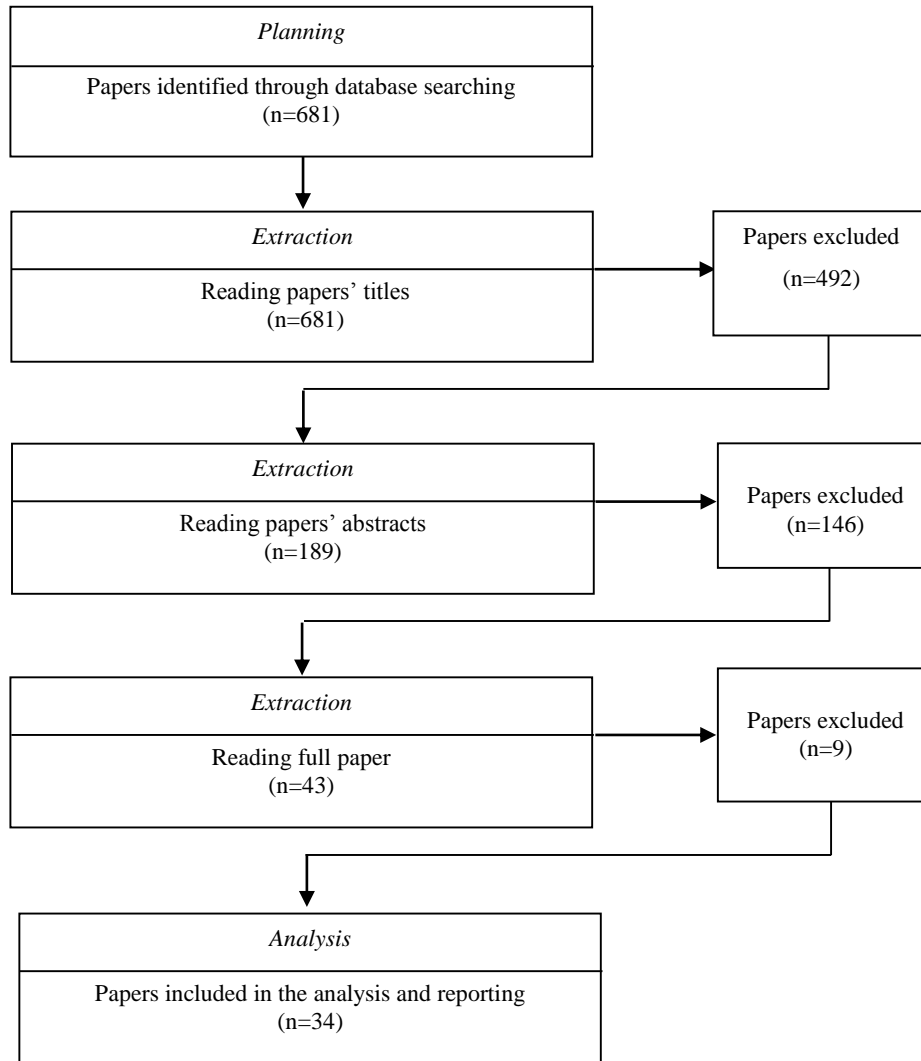 Planning
Papers identified through database searching
(n=681)
Extraction
Reading papers’ titles
(n=681)
Papers excluded
(n=492)
Extraction
Reading papers’ abstracts
(n=189)
Papers excluded
(n=146)
Extraction
Reading full paper
(n=43)
Papers excluded
(n=9)
Analysis
Papers included in the analysis and reporting
(n=34)